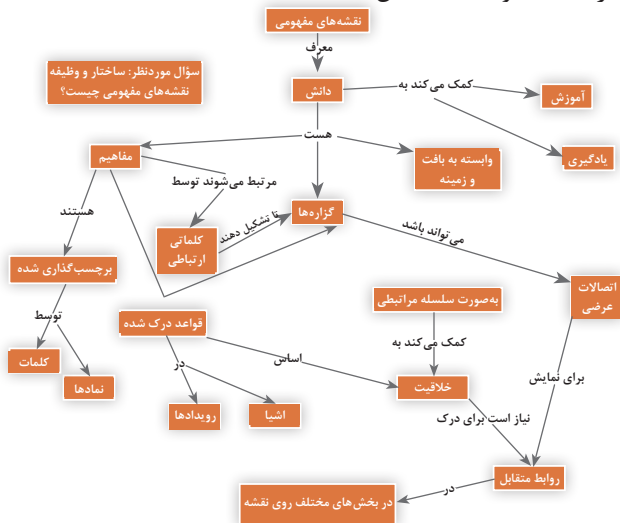 نقشه‌های مفهومی
معرف
سؤال موردنظر: ساختار و وظیفه
نقشه‌های مفهومی چیست؟
دانش
کمک می‌کند به
آموزش
هست
یادگیری
مفاهیم
وابسته به بافت
و زمینه
مرتبط می‌شوند توسط
هستند
گزاره‌ها
تا تشکیل دهند
کلماتی
ارتباطی
می‌تواند باشد
برچسب‌گذاری شده
اتصالات
عرضی
به‌صورت سلسله مراتبطی
توسط
قواعد درک شده
کمک می‌کند به
کلمات
نمادها
در
اساس
خلاقیت
برای نمایش
رویدادها
اشیا
نیاز است برای درک
روابط متقابل
در
در بخش‌های مختلف روی نقشه